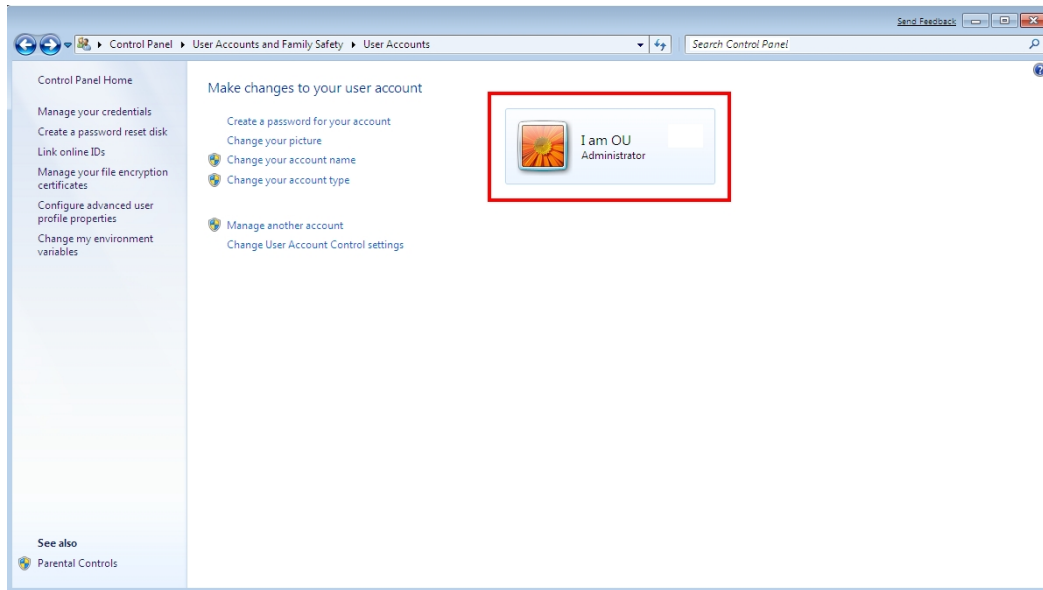 Send Feedback
Control Panel User Accounts and Family Safety User Accounts
Search Control Panel
Control Panel Home
Manage your credentials
Create a password reset disk
Link online IDs
Manage your file encryption
certificates
Configure advanced user
profile properties
Change my environment
variables
See also
Parental Controls
Make changes to your user account
Create a password for your account
Change your picture
Change your account name
Change your account type
Manage another account
Change User Account Control settings
I am OU
Administrator